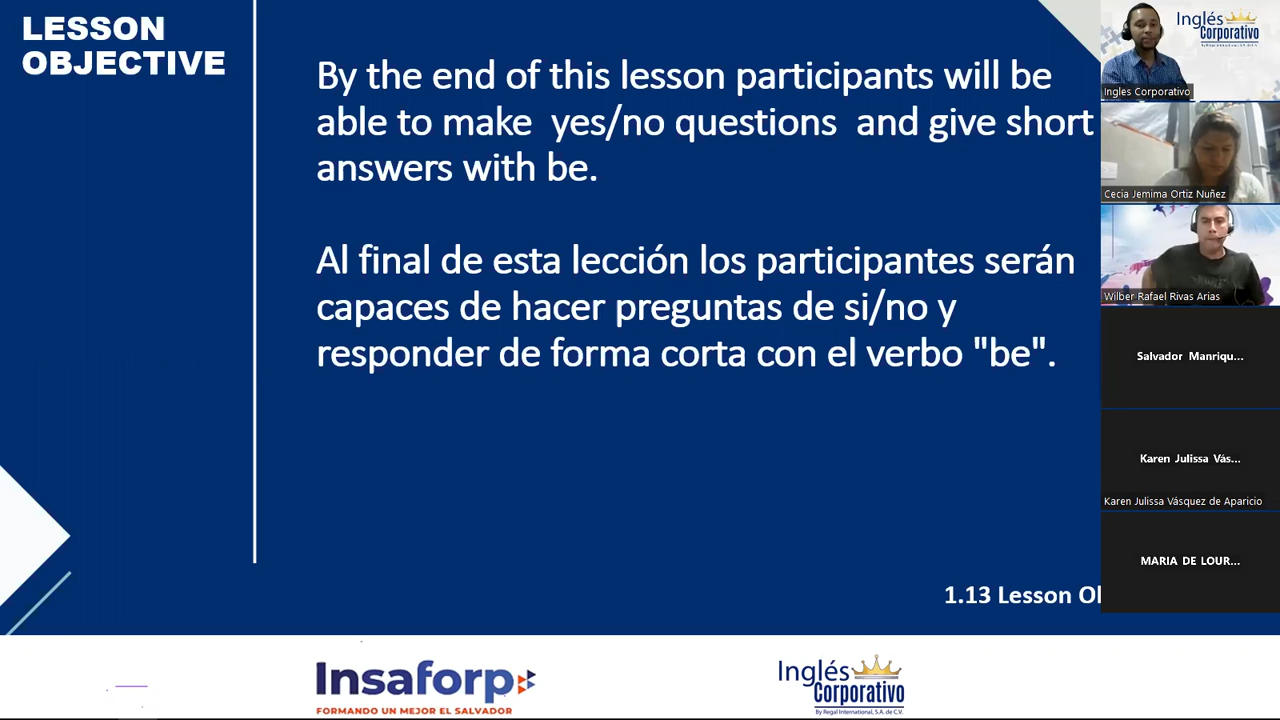 LESSON
OBJECTIVE
By the end of this lesson participants will be
able to make yes/no questions and give short
answers with be.
Al final de esta lección los participantes serán
capaces de hacer preguntas de si/no y
responder de forma corta con el verbo "be".
1.13 Lesson Ob
Insaforp
FORMANDO UN MEJOR EL SALVADOR
Inglés
Corporativo
By Regal International, S.A. de C.V.
Inglés
Corporativo
Ingles Corporativo
Cecia Jemima Ortiz Nuñez
Wilber Rafael Rivas Arias
Salvador Manriqu...
Karen Julissa Vás...
Karen Julissa Vásquez de Aparicio
MARIA DE LOUR...